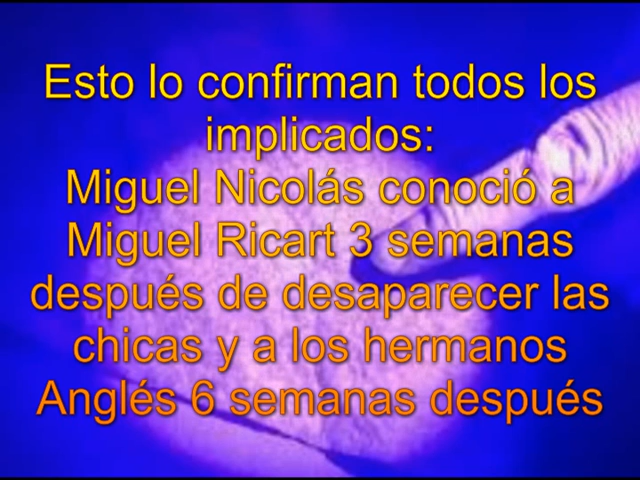 Esto lo confirman todos los
implicados:
Miguel Nicolás conoció a
Miguel Ricart 3 semanas
después de desaparecer las
chicas y a los hermanos
Anglés 6 semanas después